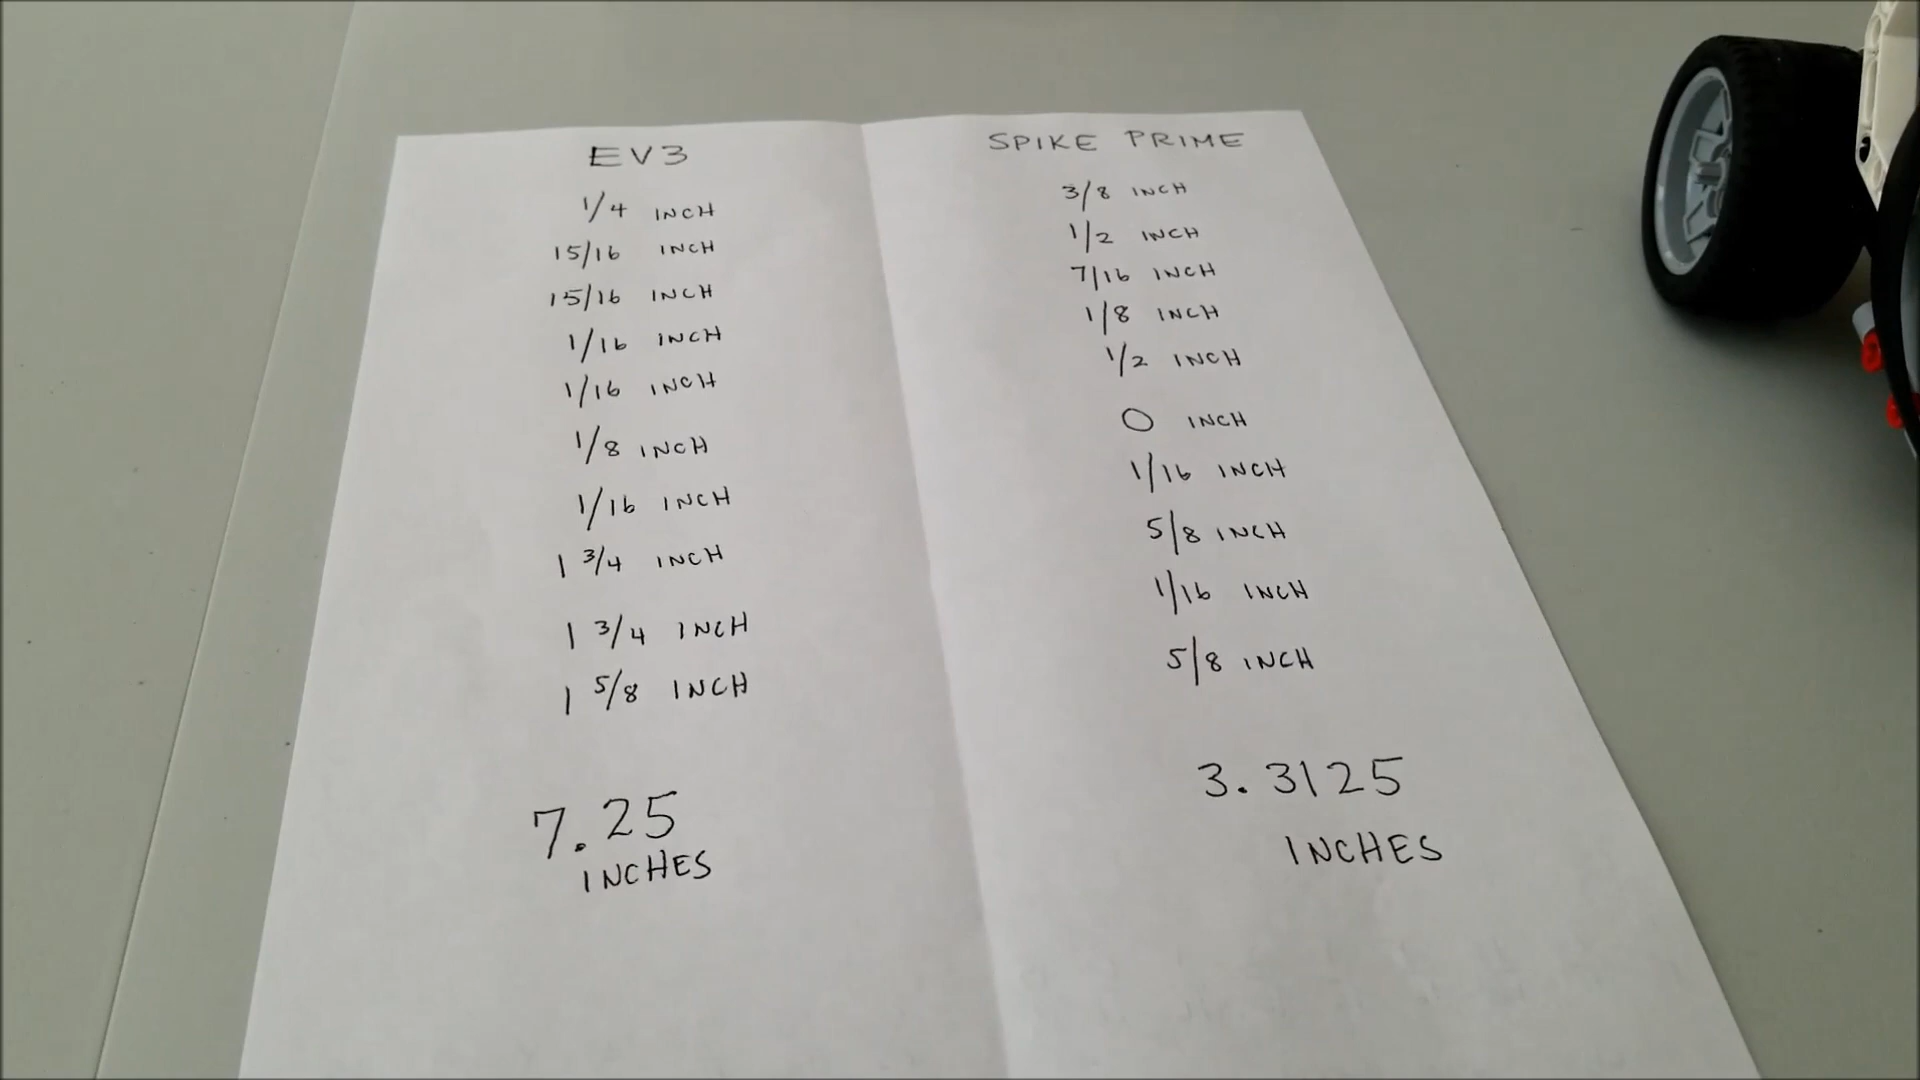 EV3
1/4 INCH
15/16 INCH
15/16 INCH
1/16 INCH
1/16 INCH
1/8 INCH
1/16 INCH
1 3/4 INCH
1 3/4 INCH
1 5/8 INCH
7.25
INCHES
SPIKE PRIME
3/8 INCH
1/2 INCH
7/16 INCH
1/8 INCH
1/2 INCH
0 INCH
1/16 INCH
5/8 INCH
1/16 INCH
5/8 INCH
3.3125
INCHES